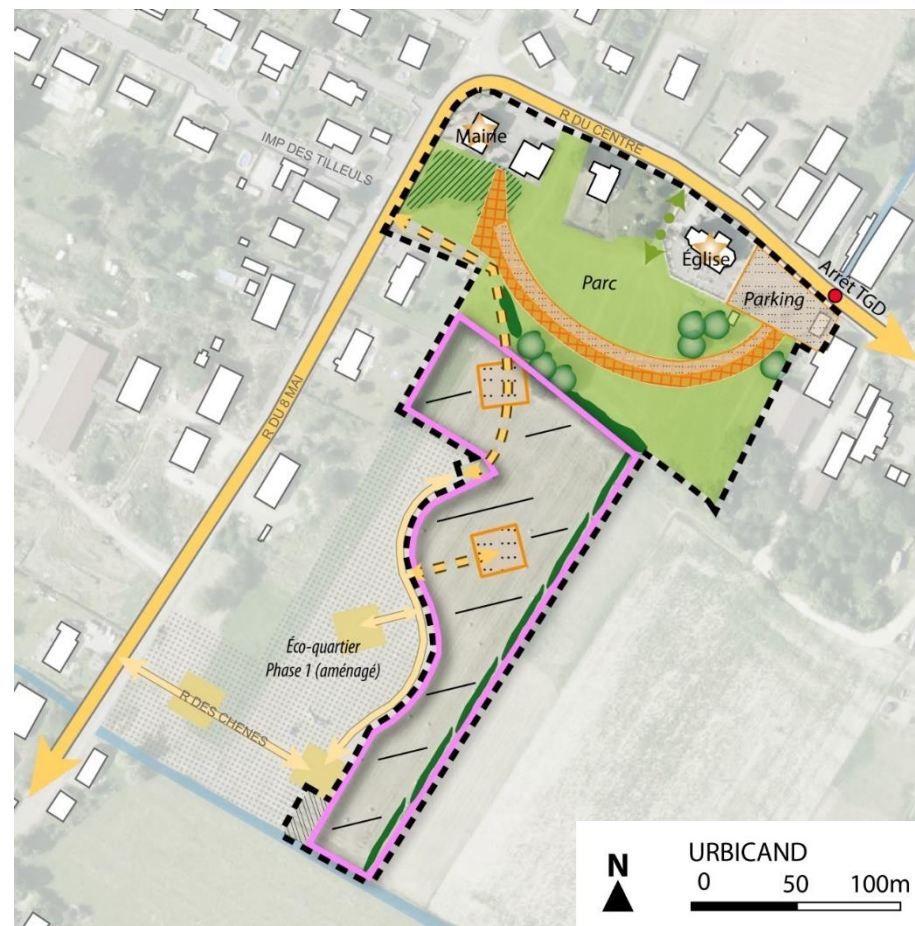 R DU CENTRE
Mairie
IMP DES TILLEULS
Église
Arrêt TGD
Parc
Parking
R DU 8 MAI
Éco-quartier
Phase 1 (aménagé)
R DES CHENES
N
URBICAND
0 50 100m